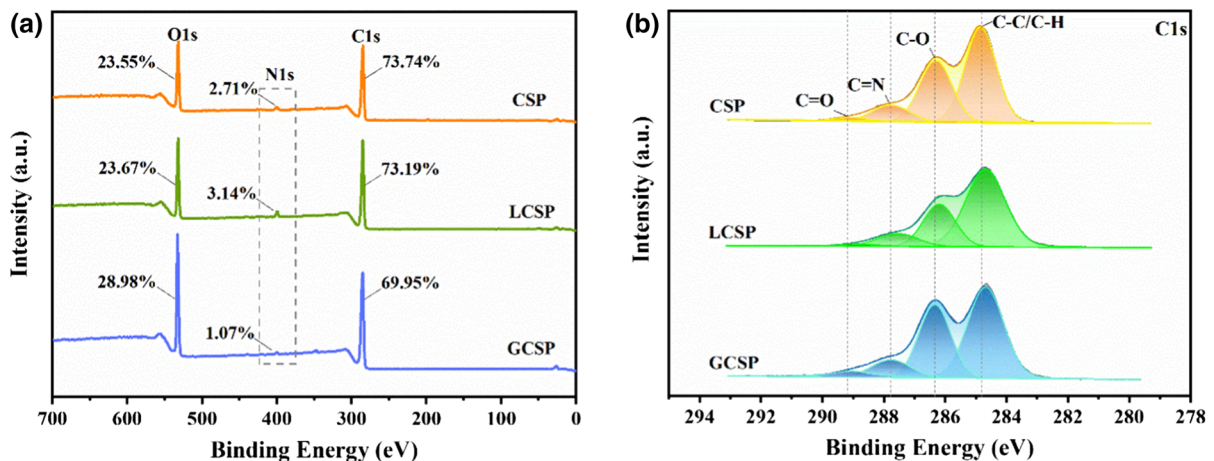 (a)
O1s
C1s
N1s
23.55%
2.71%
73.74%
CSP
23.67%
3.14%
73.19%
LCSP
28.98%
1.07%
69.95%
GCSP
Intensity (a.u.)
700 600 500 400 300 200 100 0
Binding Energy (eV)
(b)
C1s
C-C/C-H
C-O
C=N
C=O
CSP
LCSP
GCSP
Intensity (a.u.)
294 292 290 288 286 284 282 280 278
Binding Energy (eV)